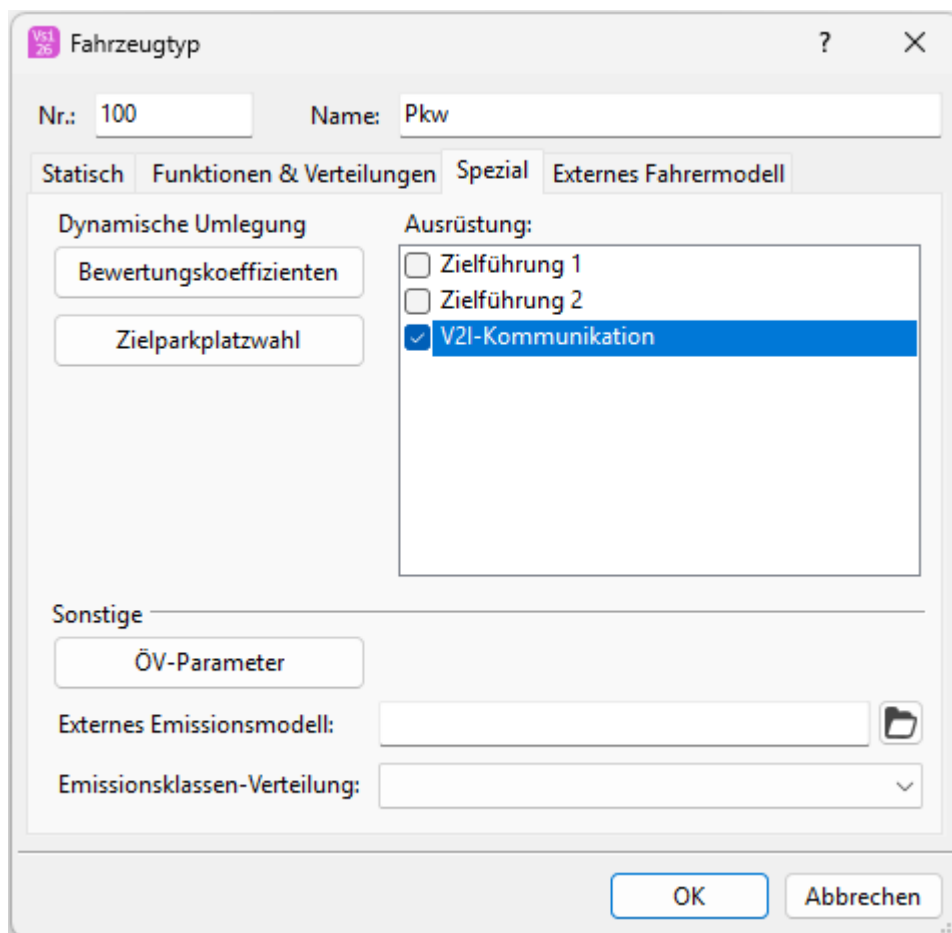 Vsi
26
Fahrzeugtyp
?
Nr.: 100 Name: Pkw
Statisch Funktionen & Verteilungen Spezial Externes Fahrermodell
Dynamische Umlegung Ausrüstung:
Bewertungskoeffizienten
Zielparkplatzwahl
Zielführung 1
Zielführung 2
V2I-Kommunikation
Sonstige
ÖV-Parameter
Externes Emissionsmodell:
Emissionsklassen-Verteilung:
OK Abbrechen